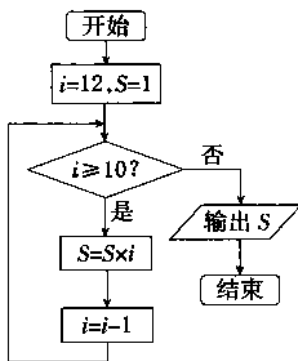 开始
i=12,S=1
i≥10?
否
是
输出 S
S=S×i
结束
i=i-1